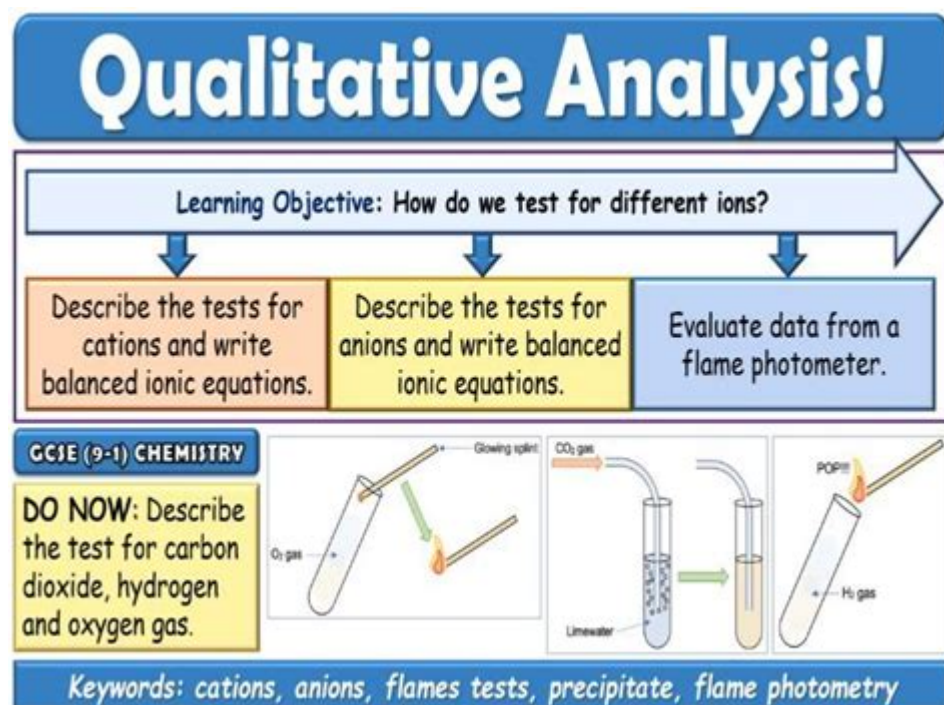 Qualitative Analysis!
Learning Objective: How do we test for different ions?
Describe the tests for
cations and write
balanced ionic equations.
Describe the tests for
anions and write balanced
ionic equations.
Evaluate data from a
flame photometer.
GCSE (9-1) CHEMISTRY
DO NOW: Describe
the test for carbon
dioxide, hydrogen
and oxygen gas.
Glowing splint
O₂ gas
CO₂ gas
Limewater
POP!!!
H₂ gas
Keywords: cations, anions, flames tests, precipitate, flame photometry